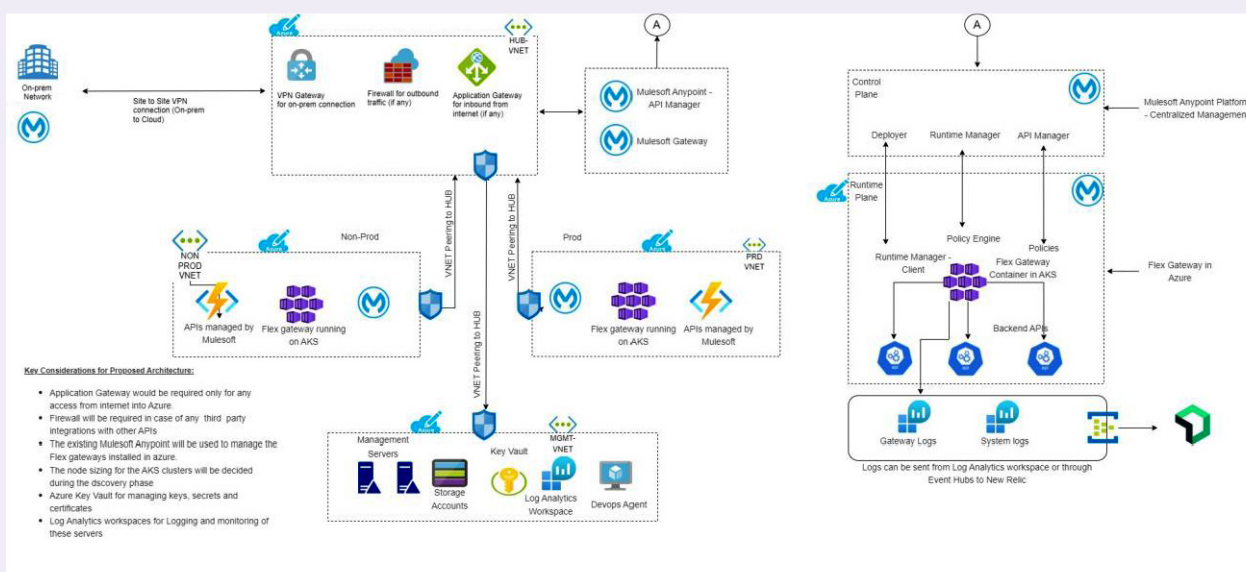 Azure
HUB-
VNET
A
A
On-prem
Network
Site to Site VPN
connection (On-prem
to Cloud)
VPN Gateway
for on-prem connection
Firewall for outbound
traffic (if any)
Application Gateway
for inbound from
internet (if any)
Mulesoft Anypoint -
API Manager
Mulesoft Gateway
Control
Plane
Mulesoft Anypoint Platform
- Centralized Management
Deployer
Runtime Manager
API Manager
VNET Peering to HUB
VNET Peering to HUB
VNET Peering to HUB
Azure
Runtime
Plane
Policy Engine
Policies
Runtime Manager -
Client
Flex Gateway
Container in AKS
Flex Gateway in
Azure
Backend APIs
API
API
API
Non-Prod
Azure
NON
PROD
VNET
APIs managed by
Mulesoft
Flex gateway running
on AKS
Prod
Azure
PRD
VNET
Flex gateway running
on AKS
APIs managed by
Mulesoft
Key Considerations for Proposed Architecture:
• Application Gateway would be required only for any
access from internet into Azure.
• Firewall will be required in case of any third party
integrations with other APIs
• The existing Mulesoft Anypoint will be used to manage the
Flex gateways installed in azure.
• The node sizing for the AKS clusters will be decided
during the dscovery phase
• Azure Key Vault for managing keys, secrets and
certificates
• Log Analytics workspaces for Logging and monitoring of
these servers
Azure
MGMT-
VNET
Management
Servers
Storage
Accounts
Key Vault
Log Analytics
Workspace
Devops Agent
Gateway Logs
System logs
Logs can be sent from Log Analytics workspace or through
Event Hubs to New Relic